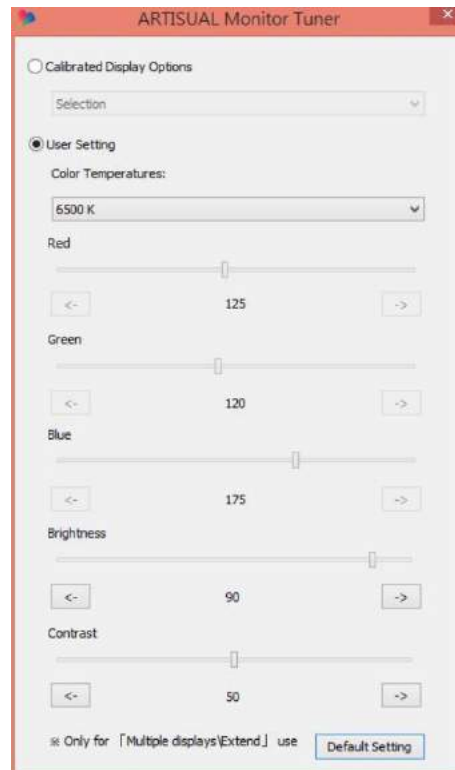 ARTISUAL Monitor Tuner
Calibrated Display Options
Selection
User Setting
Color Temperatures:
6500 K
Red
<- 125 ->
Green
<- 120 ->
Blue
<- 175 ->
Brightness
<- 90 ->
Contrast
<- 50 ->
※ Only for 「Multiple displays\Extend」 use
Default Setting